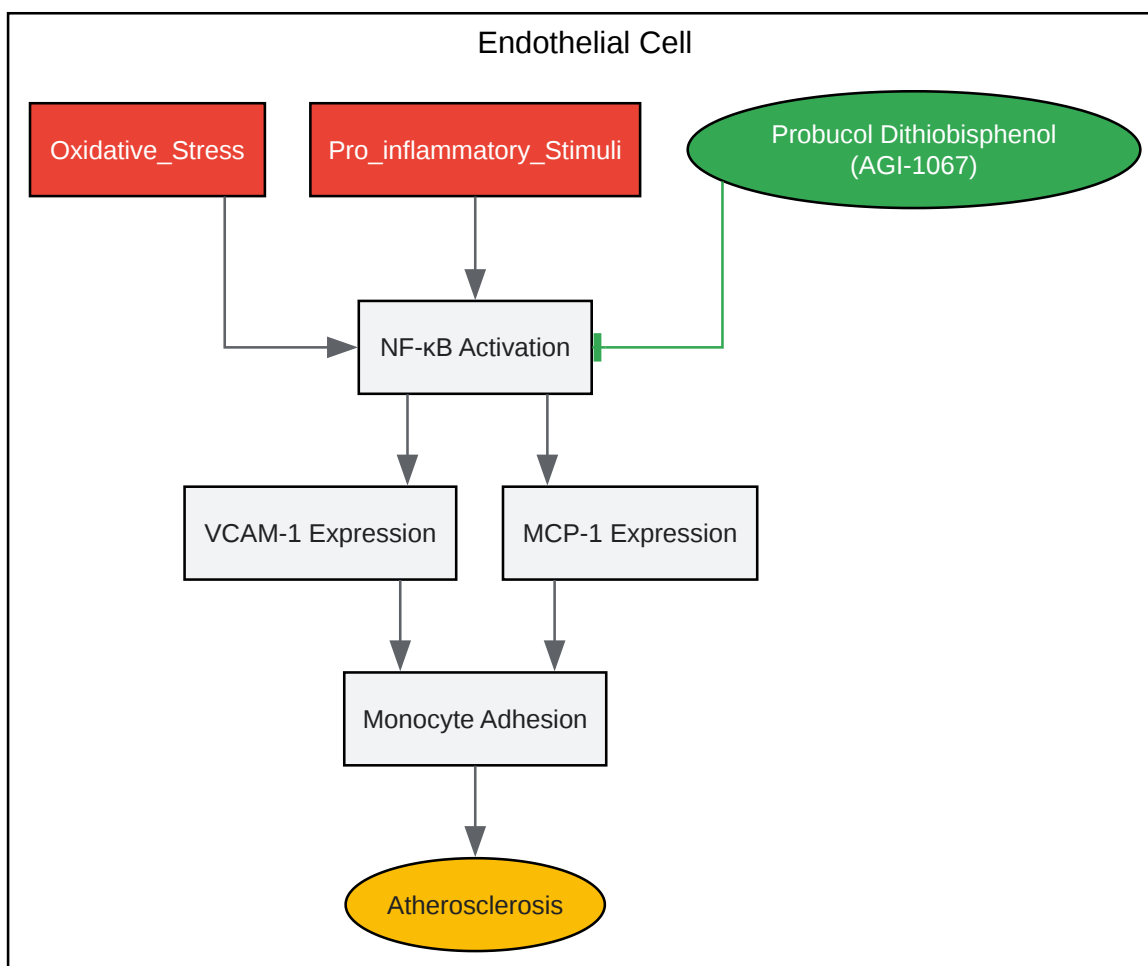 Endothelial Cell
Oxidative_Stress
Pro_inflammatory_Stimuli
Probucol Dithiobisphenol
(AGI-1067)
NF-κB Activation
VCAM-1 Expression
MCP-1 Expression
Monocyte Adhesion
Atherosclerosis